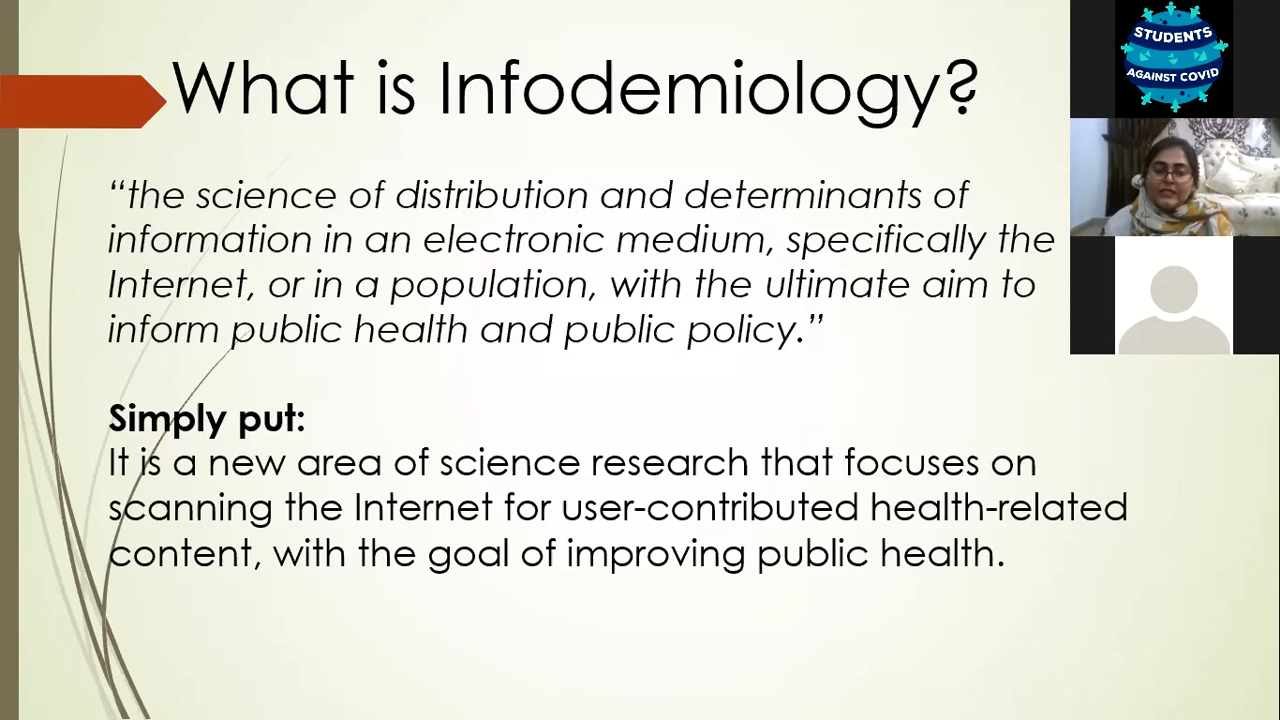 What is Infodemiology?
“the science of distribution and determinants of
information in an electronic medium, specifically the
Internet, or in a population, with the ultimate aim to
inform public health and public policy.”
Simply put:
It is a new area of science research that focuses on
scanning the Internet for user-contributed health-related
content, with the goal of improving public health.
STUDENTS
AGAINST COVID